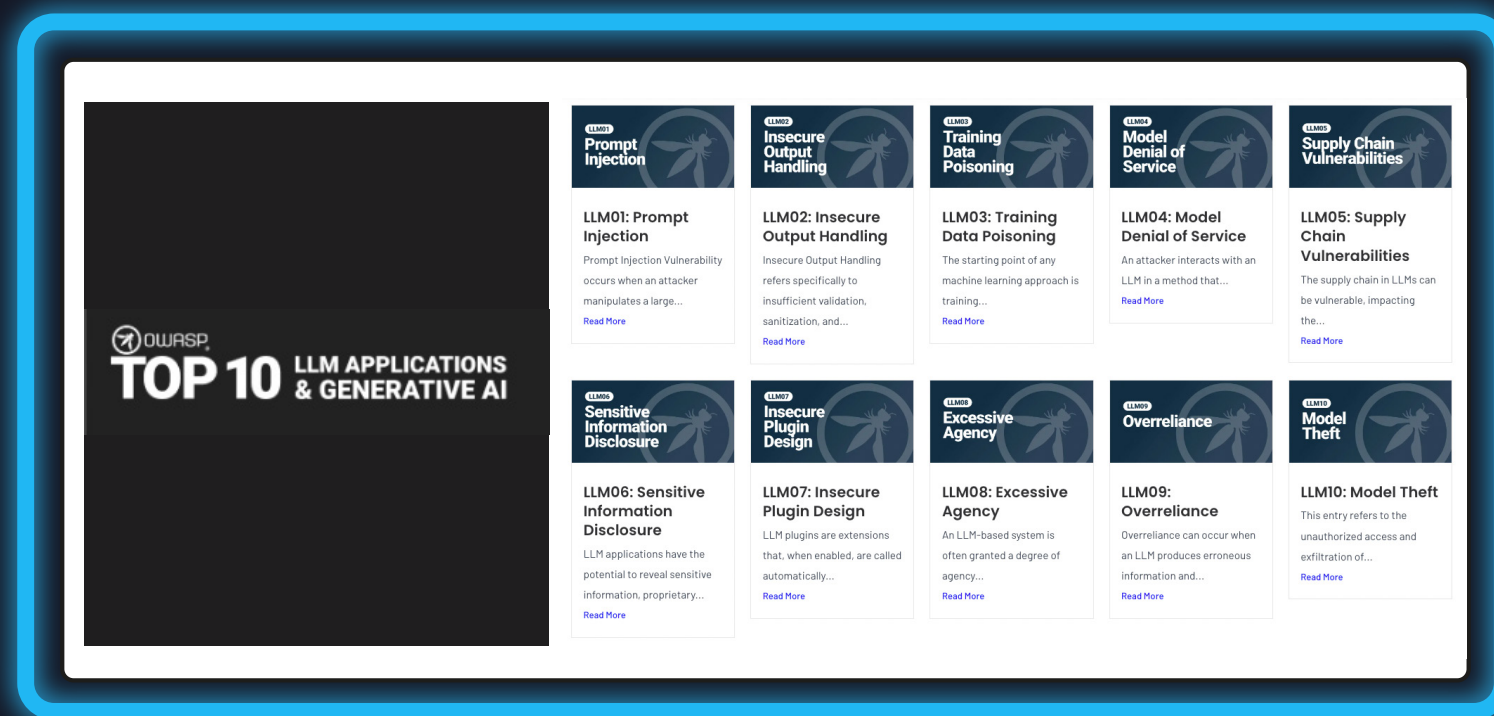 OWASP
TOP 10 LLM APPLICATIONS
& GENERATIVE AI
LLM01
Prompt
Injection
LLM01: Prompt
Injection
Prompt Injection Vulnerability
occurs when an attacker
manipulates a large...
Read More
LLM02
Insecure
Output
Handling
LLM02: Insecure
Output Handling
Insecure Output Handling
refers specifically to
insufficient validation,
sanitization, and...
Read More
LLM03
Training
Data
Poisoning
LLM03: Training
Data Poisoning
The starting point of any
machine learning approach is
training...
Read More
LLM04
Model
Denial of
Service
LLM04: Model
Denial of Service
An attacker interacts with an
LLM in a method that...
Read More
LLM05
Supply Chain
Vulnerabilities
LLM05: Supply
Chain
Vulnerabilities
The supply chain in LLMs can
be vulnerable, impacting
the...
Read More
LLM06
Sensitive
Information
Disclosure
LLM06: Sensitive
Information
Disclosure
LLM applications have the
potential to reveal sensitive
information, proprietary...
Read More
LLM07
Insecure
Plugin
Design
LLM07: Insecure
Plugin Design
LLM plugins are extensions
that, when enabled, are called
automatically...
Read More
LLM08
Excessive
Agency
LLM08: Excessive
Agency
An LLM-based system is
often granted a degree of
agency...
Read More
LLM09
Overreliance
LLM09:
Overreliance
Overreliance can occur when
an LLM produces erroneous
information and...
Read More
LLM10
Model
Theft
LLM10: Model Theft
This entry refers to the
unauthorized access and
exfiltration of...
Read More